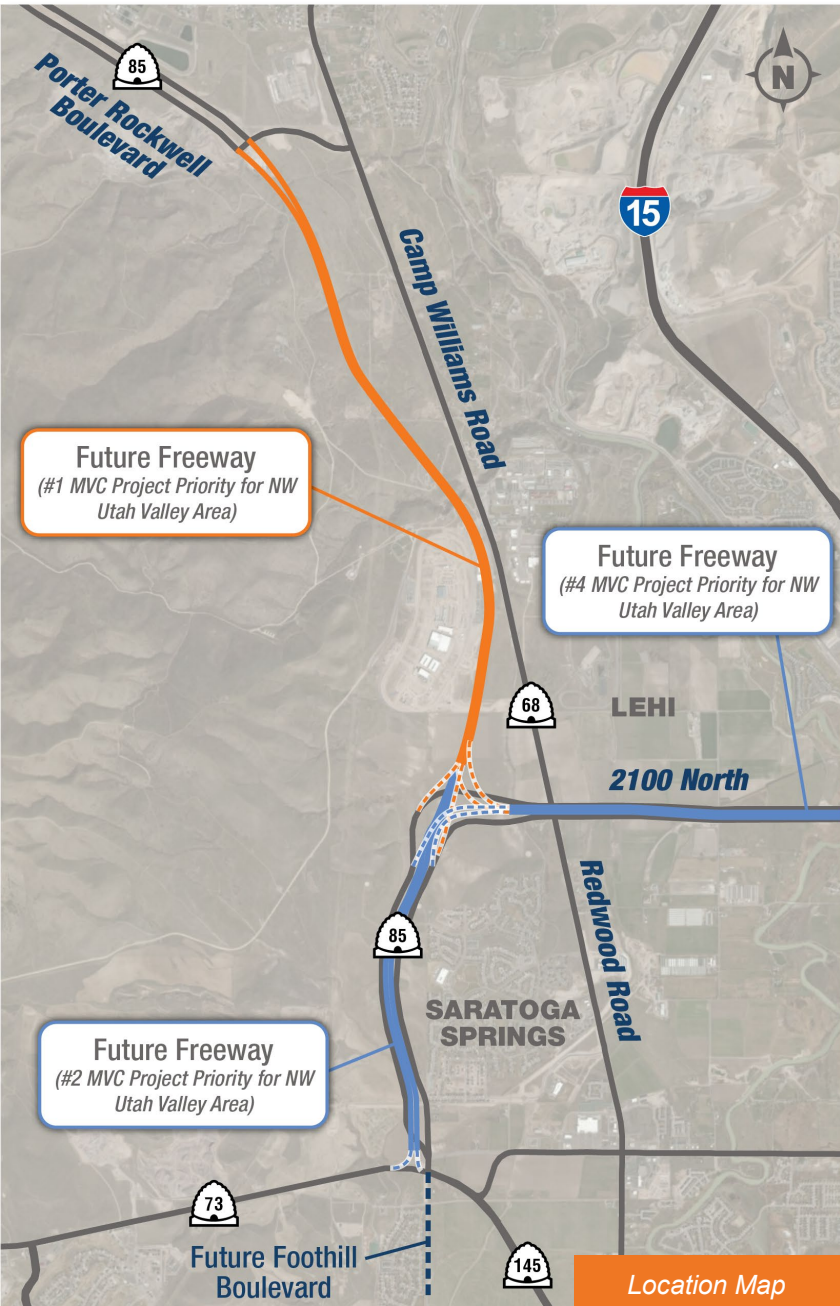 85
Porter Rockwell
Boulevard
N
15
Camp Williams Road
Future Freeway
(#1 MVC Project Priority for NW
Utah Valley Area)
Future Freeway
(#4 MVC Project Priority for NW
Utah Valley Area)
68
LEHI
2100 North
Redwood Road
85
SARATOGA
SPRINGS
Future Freeway
(#2 MVC Project Priority for NW
Utah Valley Area)
73
Future Foothill
Boulevard
145
Location Map